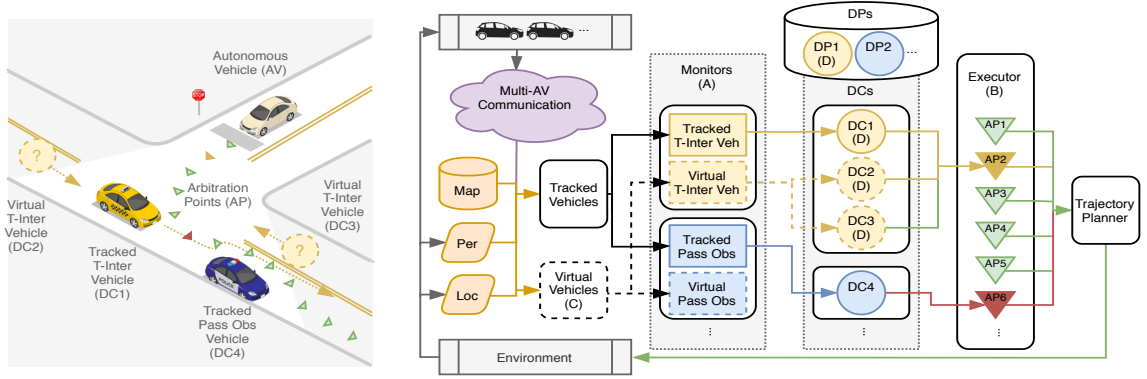 Autonomous
Vehicle (AV)
STOP
?
Arbitration
Points (AP)
Virtual
T-Inter
Vehicle
(DC3)
Virtual
T-Inter
Vehicle
(DC2)
?
Tracked
T-Inter
Vehicle
(DC1)
POLICE
Tracked
Pass Obs
Vehicle
(DC4)
...
Multi-AV
Communication
Map
Per
Loc
Tracked
Vehicles
Virtual
Vehicles
(C)
Environment
Monitors
(A)
Tracked
T-Inter Veh
Virtual
T-Inter Veh
Tracked
Pass Obs
Virtual
Pass Obs
...
DPs
DP1
(D)
DP2
...
DCs
DC1
(D)
DC2
(D)
DC3
(D)
DC4
...
Executor
(B)
AP1
AP2
AP3
AP4
AP5
AP6
...
Trajectory
Planner